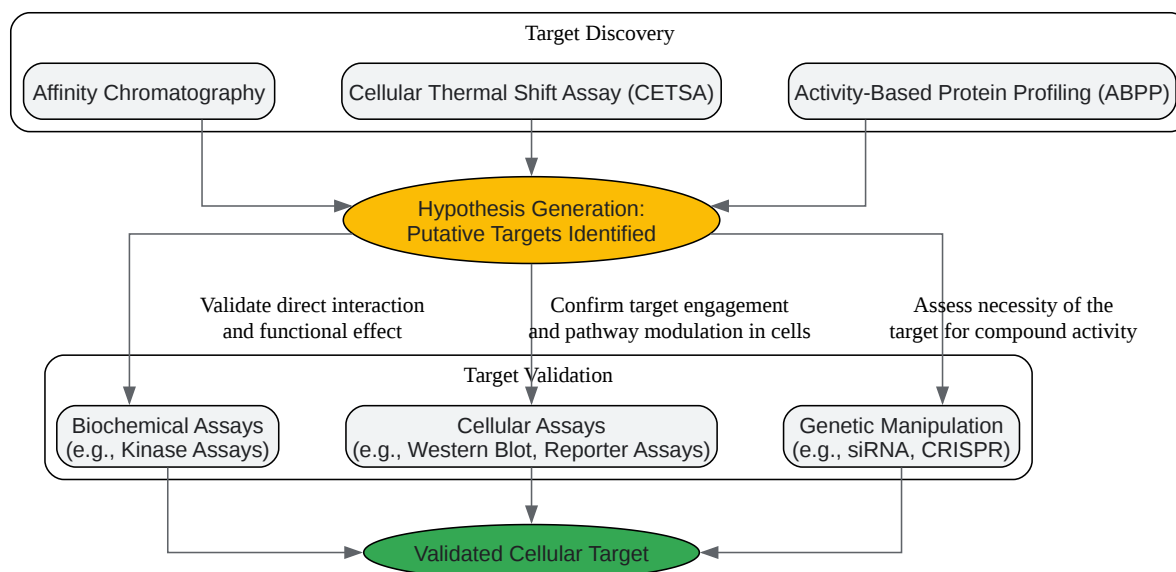 Target Discovery
Affinity Chromatography
Cellular Thermal Shift Assay (CETSA)
Activity-Based Protein Profiling (ABPP)
Hypothesis Generation:
Putative Targets Identified
Validate direct interaction
and functional effect
Confirm target engagement
and pathway modulation in cells
Assess necessity of the
target for compound activity
Target Validation
Biochemical Assays
(e.g., Kinase Assays)
Cellular Assays
(e.g., Western Blot, Reporter Assays)
Genetic Manipulation
(e.g., siRNA, CRISPR)
Validated Cellular Target